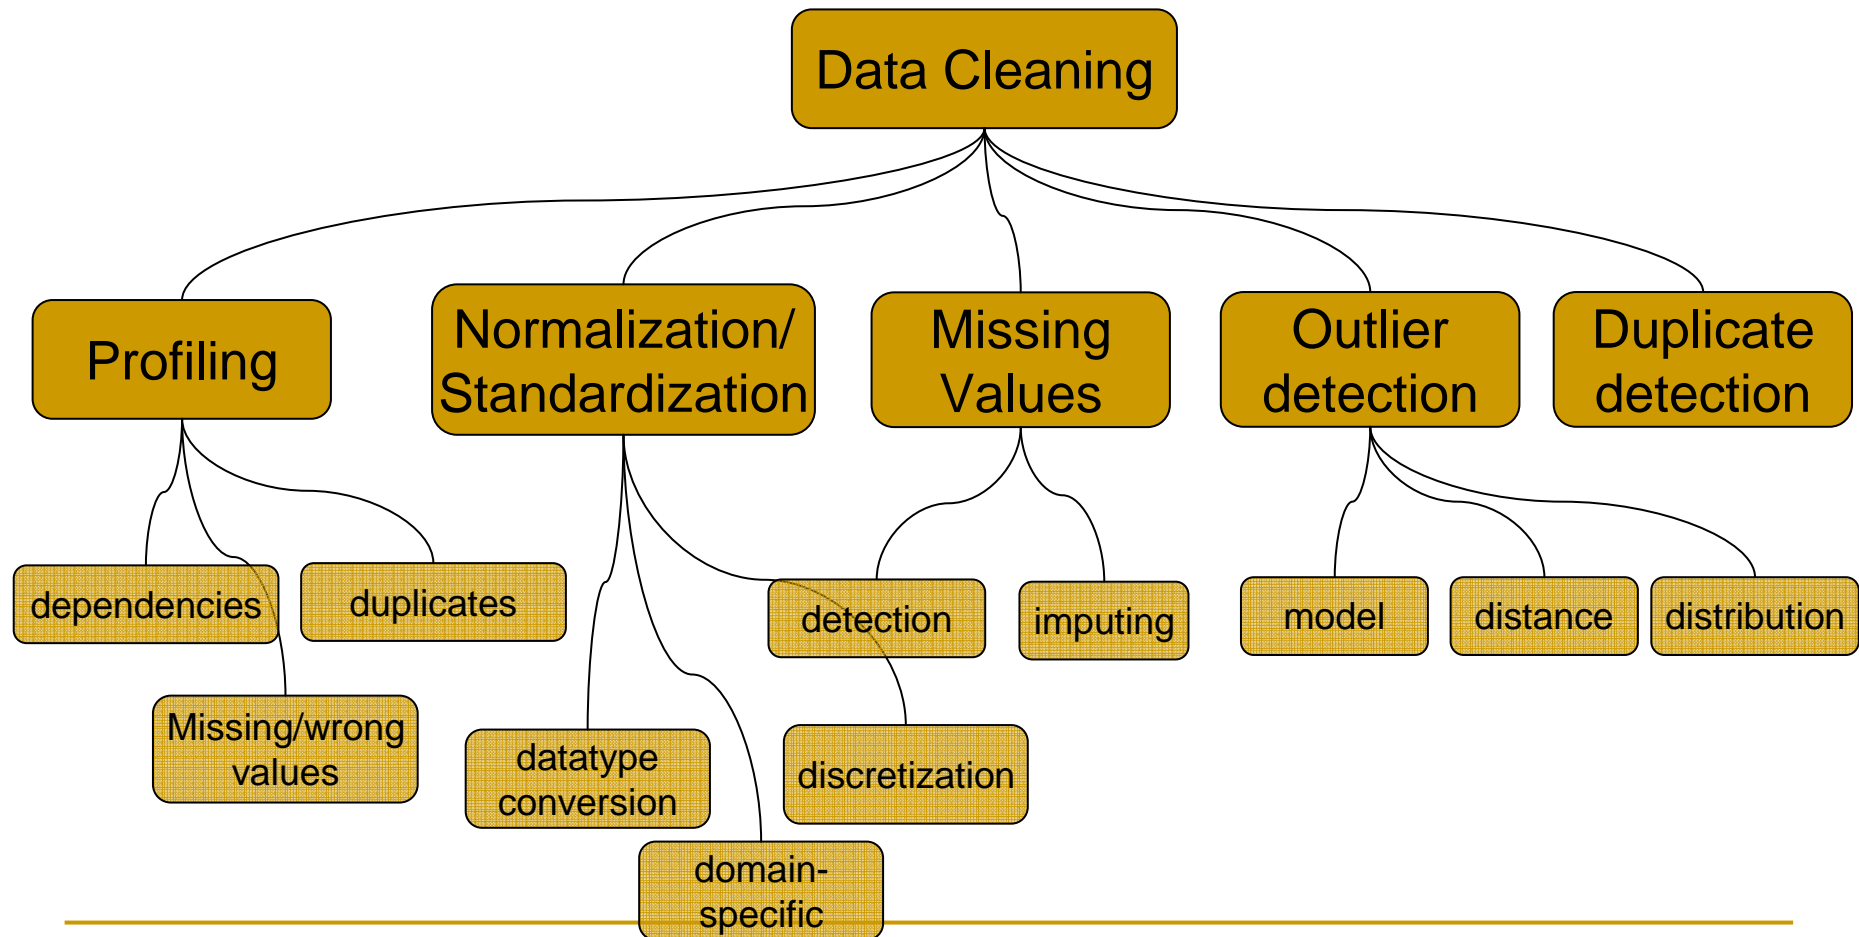 Data Cleaning
Profiling
Normalization/
Standardization
Missing
Values
Outlier
detection
Duplicate
detection
dependencies
duplicates
detection
imputing
model
distance
distribution
Missing/wrong
values
datatype
conversion
discretization
domain-
specific